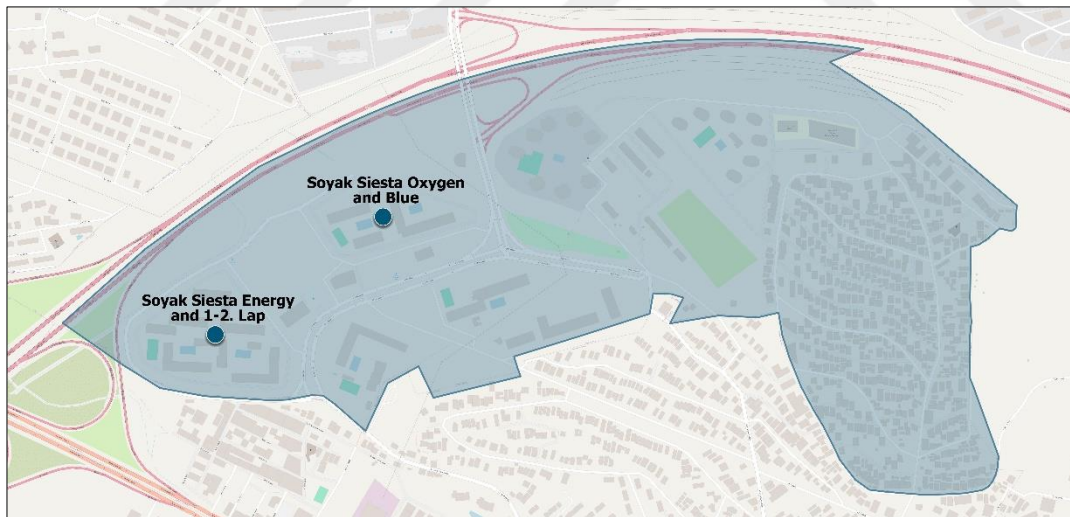 Soyak Siesta Oxygen
and Blue
Soyak Siesta Energy
and 1-2. Lap